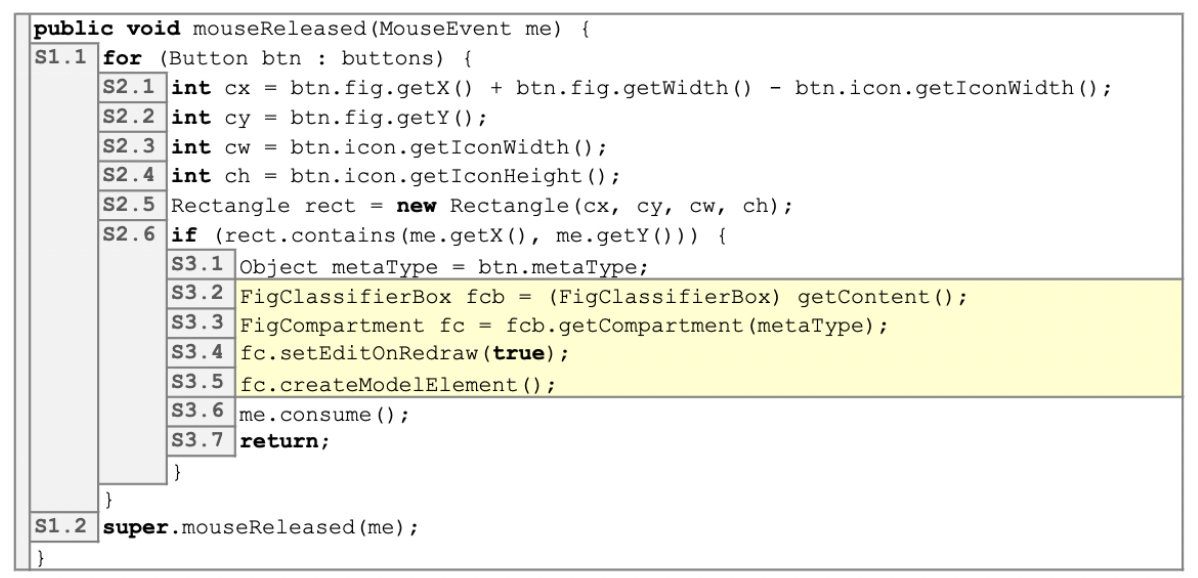 public void mouseReleased(MouseEvent me) {
S1.1 for (Button btn : buttons) {
S2.1 int cx = btn.fig.getX() + btn.fig.getWidth() - btn.icon.getIconWidth();
S2.2 int cy = btn.fig.getY();
S2.3 int cw = btn.icon.getIconWidth();
S2.4 int ch = btn.icon.getIconHeight();
S2.5 Rectangle rect = new Rectangle(cx, cy, cw, ch);
S2.6 if (rect.contains(me.getX(), me.getY())) {
S3.1 Object metaType = btn.metaType;
S3.2 FigClassifierBox fcb = (FigClassifierBox) getContent();
S3.3 FigCompartment fc = fcb.getCompartment(metaType);
S3.4 fc.setEditOnRedraw(true);
S3.5 fc.createModelElement();
S3.6 me.consume();
S3.7 return;
}
}
S1.2 super.mouseReleased(me);
}